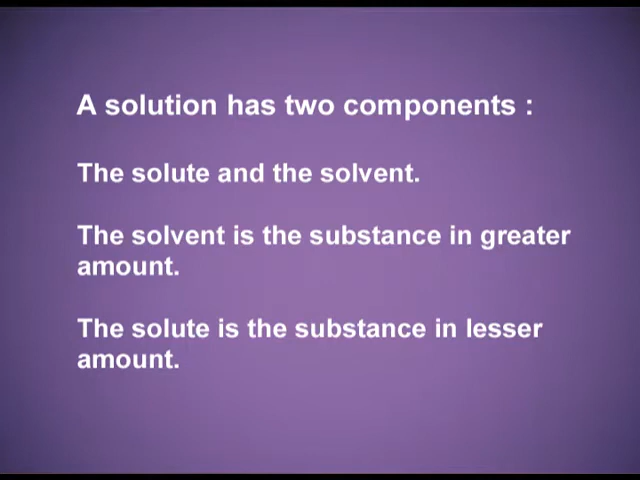 A solution has two components :
The solute and the solvent.
The solvent is the substance in greater
amount.
The solute is the substance in lesser
amount.